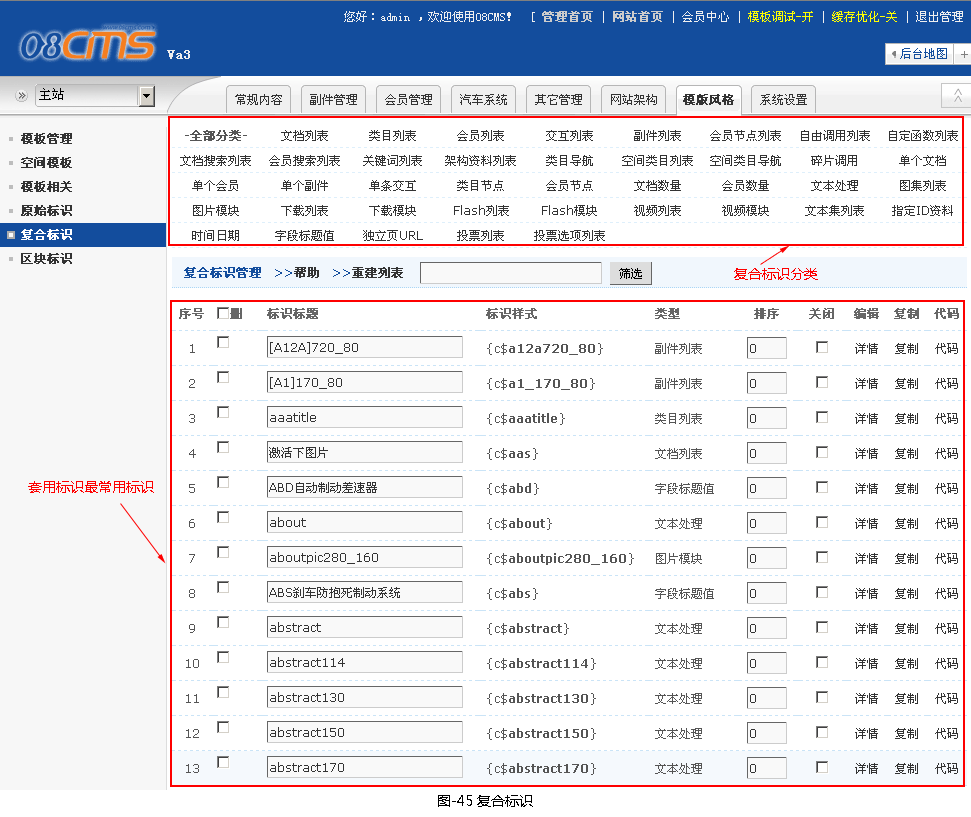 您好：admin ，欢迎使用08CMS! [ 管理首页 | 网站首页 | 会员中心 | 模板调试-开 | 缓存优化-关 | 退出管理
08CMS Va3
后台地图 +
主站
常规内容 副件管理 会员管理 汽车系统 其它管理 网站架构 模版风格 系统设置
模板管理
空间模板
模板相关
原始标识
复合标识
区块标识
-全部分类- 文档列表 类目列表 会员列表 交互列表 副件列表 会员节点列表 自由调用列表 自定函数列表
文档搜索列表 会员搜索列表 关键词列表 架构资料列表 类目导航 空间类目列表 空间类目导航 碎片调用 单个文档
单个会员 单个副件 单条交互 类目节点 会员节点 文档数量 会员数量 文本处理 图集列表
图片模块 下载列表 下载模块 Flash列表 Flash模块 视频列表 视频模块 文本集列表 指定ID资料
时间日期 字段标题值 独立页URL 投票列表 投票选项列表
复合标识管理 >>帮助 >>重建列表 筛选
复合标识分类
序号 删 标识标题 标识样式 类型 排序 关闭 编辑 复制 代码
1 [A12A]720_80 {c$a12a720_80} 副件列表 0 详情 复制 代码
2 [A1]170_80 {c$a1_170_80} 副件列表 0 详情 复制 代码
3 aaatitle {c$aaatitle} 类目列表 0 详情 复制 代码
4 激活下图片 {c$aas} 文档列表 0 详情 复制 代码
套用标识最常用标识
5 ABD自动制动差速器 {c$abd} 字段标题值 0 详情 复制 代码
6 about {c$about} 文本处理 0 详情 复制 代码
7 aboutpic280_160 {c$aboutpic280_160} 图片模块 0 详情 复制 代码
8 ABS刹车防抱死制动系统 {c$abs} 字段标题值 0 详情 复制 代码
9 abstract {c$abstract} 文本处理 0 详情 复制 代码
10 abstract114 {c$abstract114} 文本处理 0 详情 复制 代码
11 abstract130 {c$abstract130} 文本处理 0 详情 复制 代码
12 abstract150 {c$abstract150} 文本处理 0 详情 复制 代码
13 abstract170 {c$abstract170} 文本处理 0 详情 复制 代码
图-45 复合标识